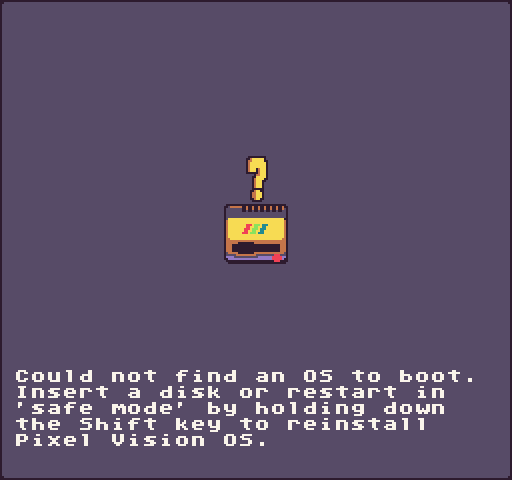 ?
Could not find an OS to boot.
Insert a disk or restart in
'safe mode' by holding down
the Shift key to reinstall
Pixel Vision OS.